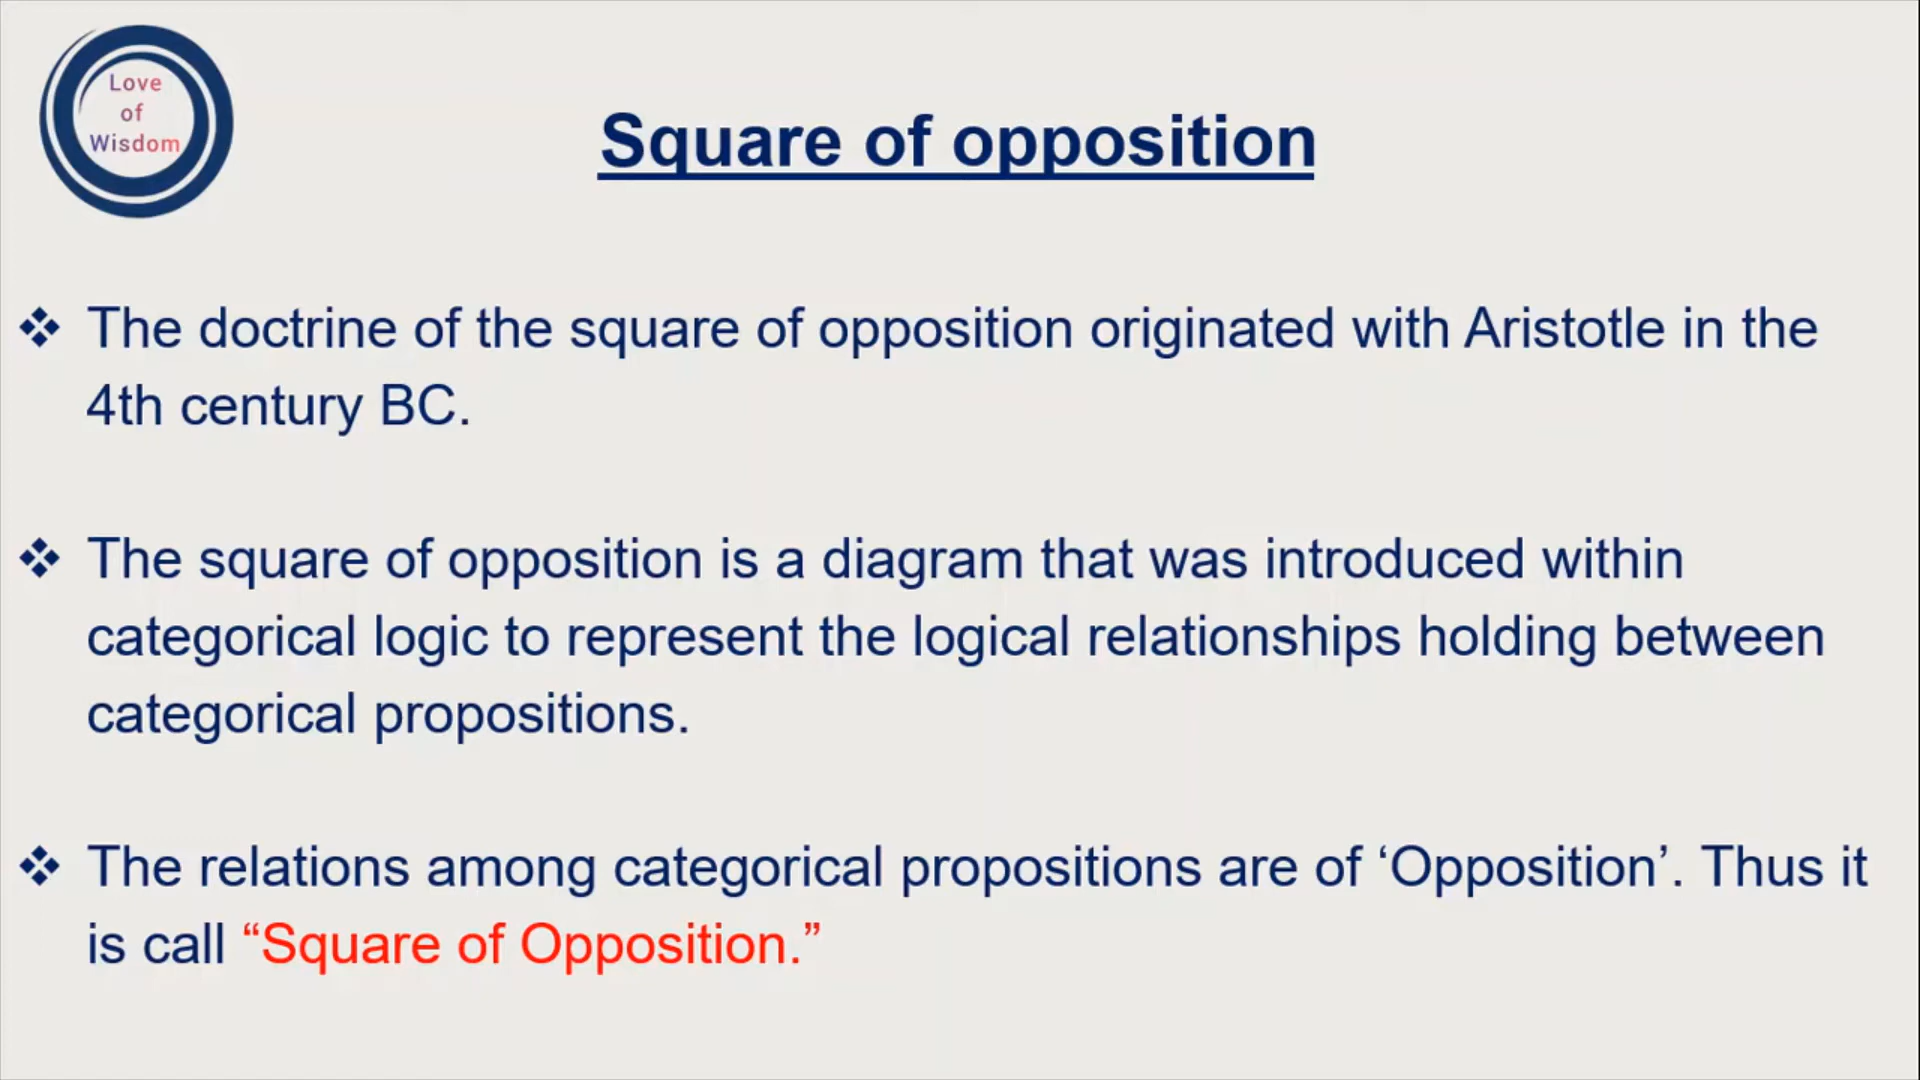 Love
of
Wisdom
Square of opposition
❖ The doctrine of the square of opposition originated with Aristotle in the
4th century BC.
❖ The square of opposition is a diagram that was introduced within
categorical logic to represent the logical relationships holding between
categorical propositions.
❖ The relations among categorical propositions are of ‘Opposition’. Thus it
is call “Square of Opposition.”